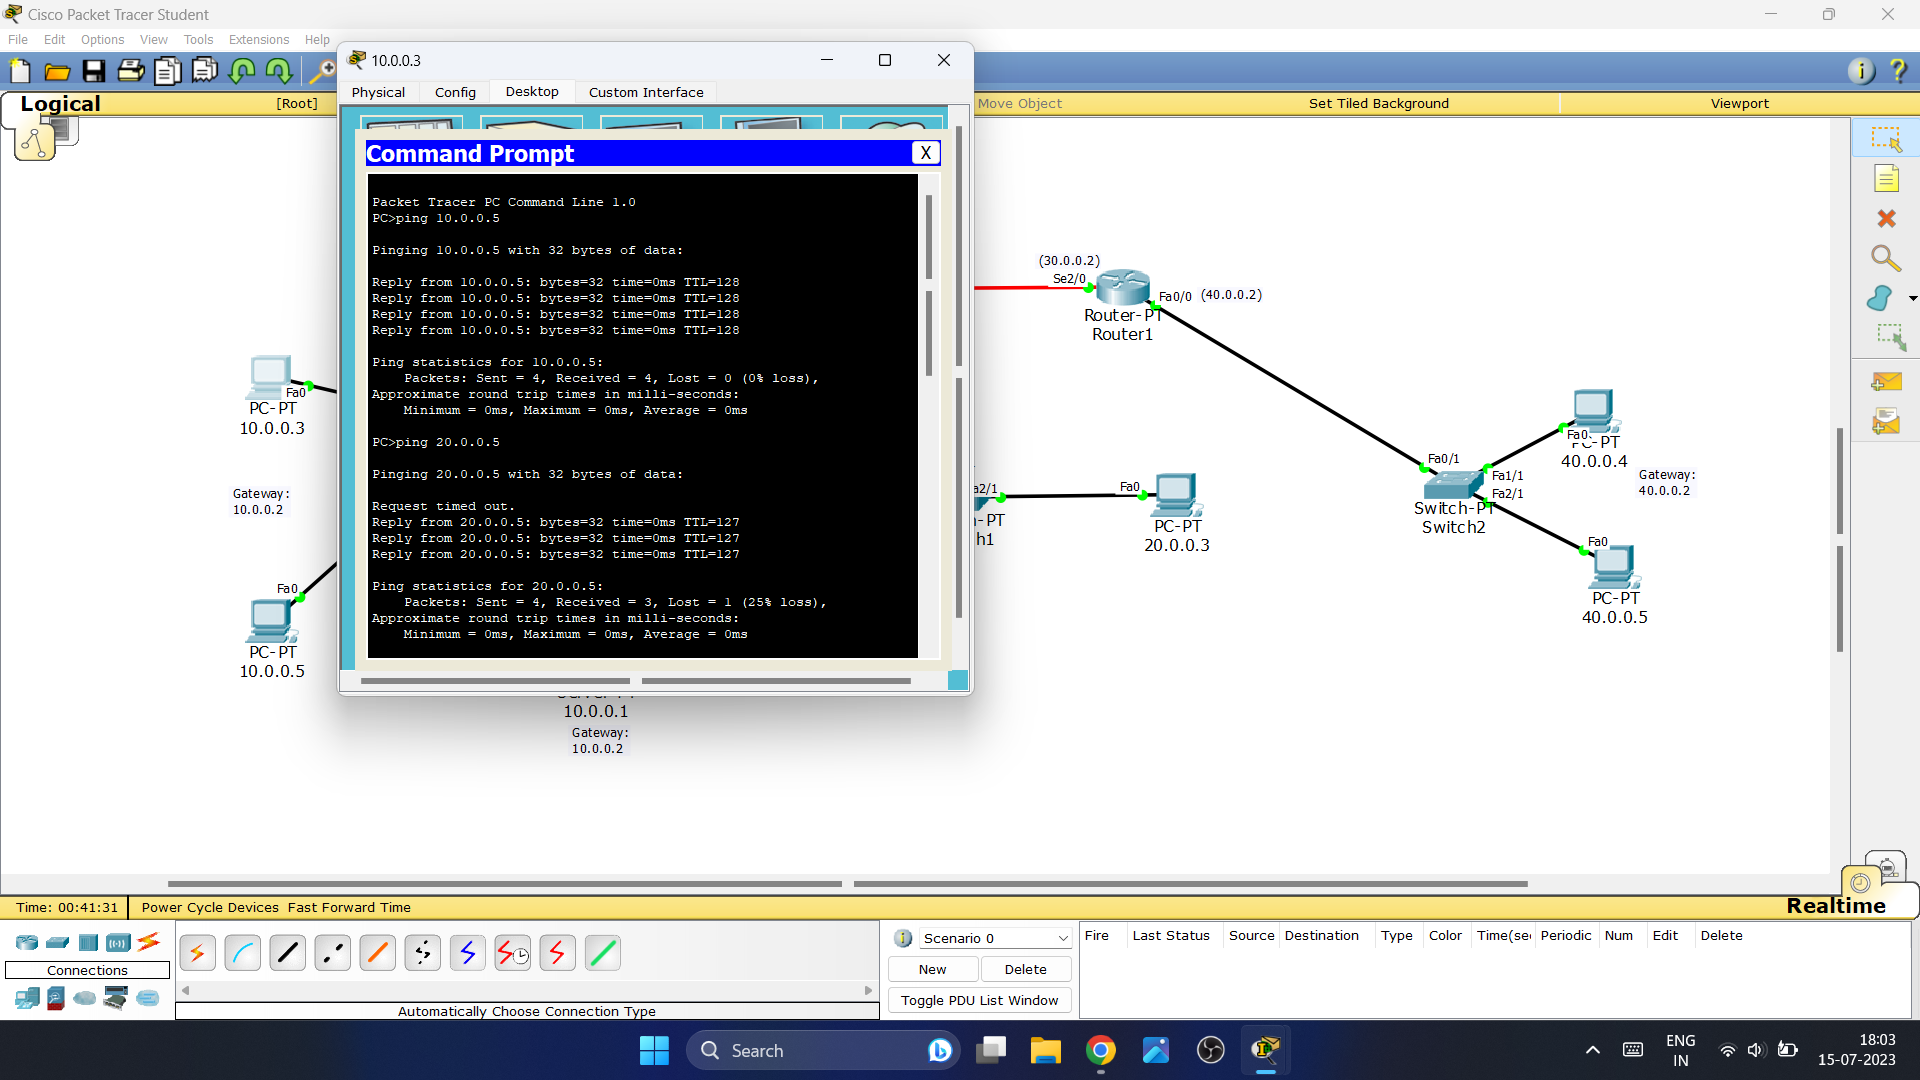 Cisco Packet Tracer Student
File Edit Options View Tools Extensions Help
10.0.0.3
Physical Config Desktop Custom Interface
Logical
[Root]
Move Object
Set Tiled Background
Viewport
Command Prompt
X
Packet Tracer PC Command Line 1.0
PC>ping 10.0.0.5
Pinging 10.0.0.5 with 32 bytes of data:
Reply from 10.0.0.5: bytes=32 time=0ms TTL=128
Reply from 10.0.0.5: bytes=32 time=0ms TTL=128
Reply from 10.0.0.5: bytes=32 time=0ms TTL=128
Reply from 10.0.0.5: bytes=32 time=0ms TTL=128
Ping statistics for 10.0.0.5:
Packets: Sent = 4, Received = 4, Lost = 0 (0% loss),
Approximate round trip times in milli-seconds:
Minimum = 0ms, Maximum = 0ms, Average = 0ms
PC>ping 20.0.0.5
Pinging 20.0.0.5 with 32 bytes of data:
Request timed out.
Reply from 20.0.0.5: bytes=32 time=0ms TTL=127
Reply from 20.0.0.5: bytes=32 time=0ms TTL=127
Reply from 20.0.0.5: bytes=32 time=0ms TTL=127
Ping statistics for 20.0.0.5:
Packets: Sent = 4, Received = 3, Lost = 1 (25% loss),
Approximate round trip times in milli-seconds:
Minimum = 0ms, Maximum = 0ms, Average = 0ms
Fa0
PC-PT
10.0.0.3
Gateway:
10.0.0.2
Fa0
PC-PT
10.0.0.5
10.0.0.1
Gateway:
10.0.0.2
(30.0.0.2)
Se2/0
Fa0/0 (40.0.0.2)
Router-PT
Router1
a2/1
-PT
h1
Fa0
PC-PT
20.0.0.3
Fa0/1
Fa1/1
Fa2/1
Switch-PT
Switch2
Fa0
PC-PT
40.0.0.4
Gateway:
40.0.0.2
Fa0
PC-PT
40.0.0.5
Time: 00:41:31 Power Cycle Devices Fast Forward Time
Realtime
Connections
Automatically Choose Connection Type
Scenario 0
New Delete
Toggle PDU List Window
Fire Last Status Source Destination Type Color Time(se Periodic Num Edit Delete
Search
ENG
IN
18:03
15-07-2023